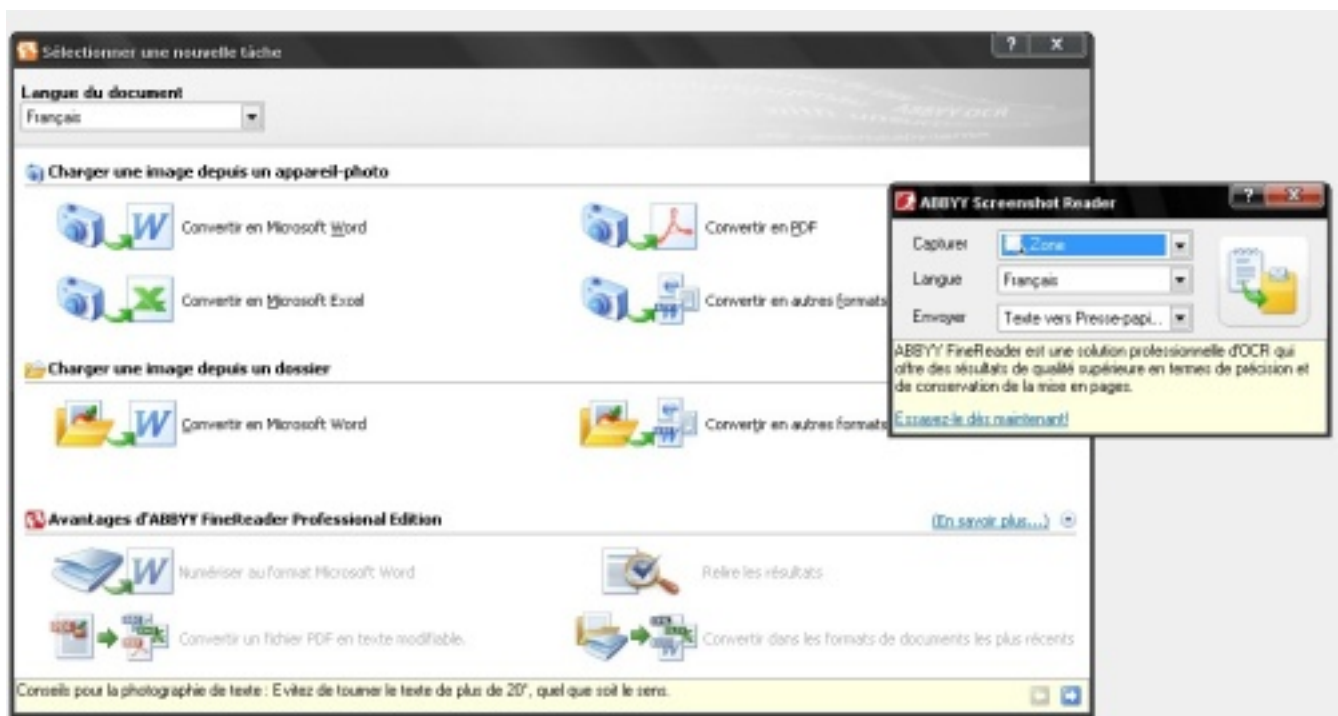 Sélectionner une nouvelle tâche
Langue du document
Français
ABBYY OCR
Charger une image depuis un appareil-photo
Convertir en Microsoft Word
Convertir en PDF
Convertir en Microsoft Excel
Convertir en autres formats
Charger une image depuis un dossier
Convertir en Microsoft Word
Convertir en autres formats
Avantages d'ABBYY FineReader Professional Edition
(En savoir plus...)
Numériser au format Microsoft Word
Relire les résultats
Convertir un fichier PDF en texte modifiable.
Convertir dans les formats de documents les plus récents
Conseils pour la photographie de texte : Evitez de tourner le texte de plus de 20°, quel que soit le sens.
ABBYY Screenshot Reader
Capturer
Zone
Langue
Français
Envoyer
Texte vers Presse-papi...
ABBYY FineReader est une solution professionnelle d'OCR qui
offre des résultats de qualité supérieure en termes de précision et
de conservation de la mise en pages.
Essayez-le dès maintenant!